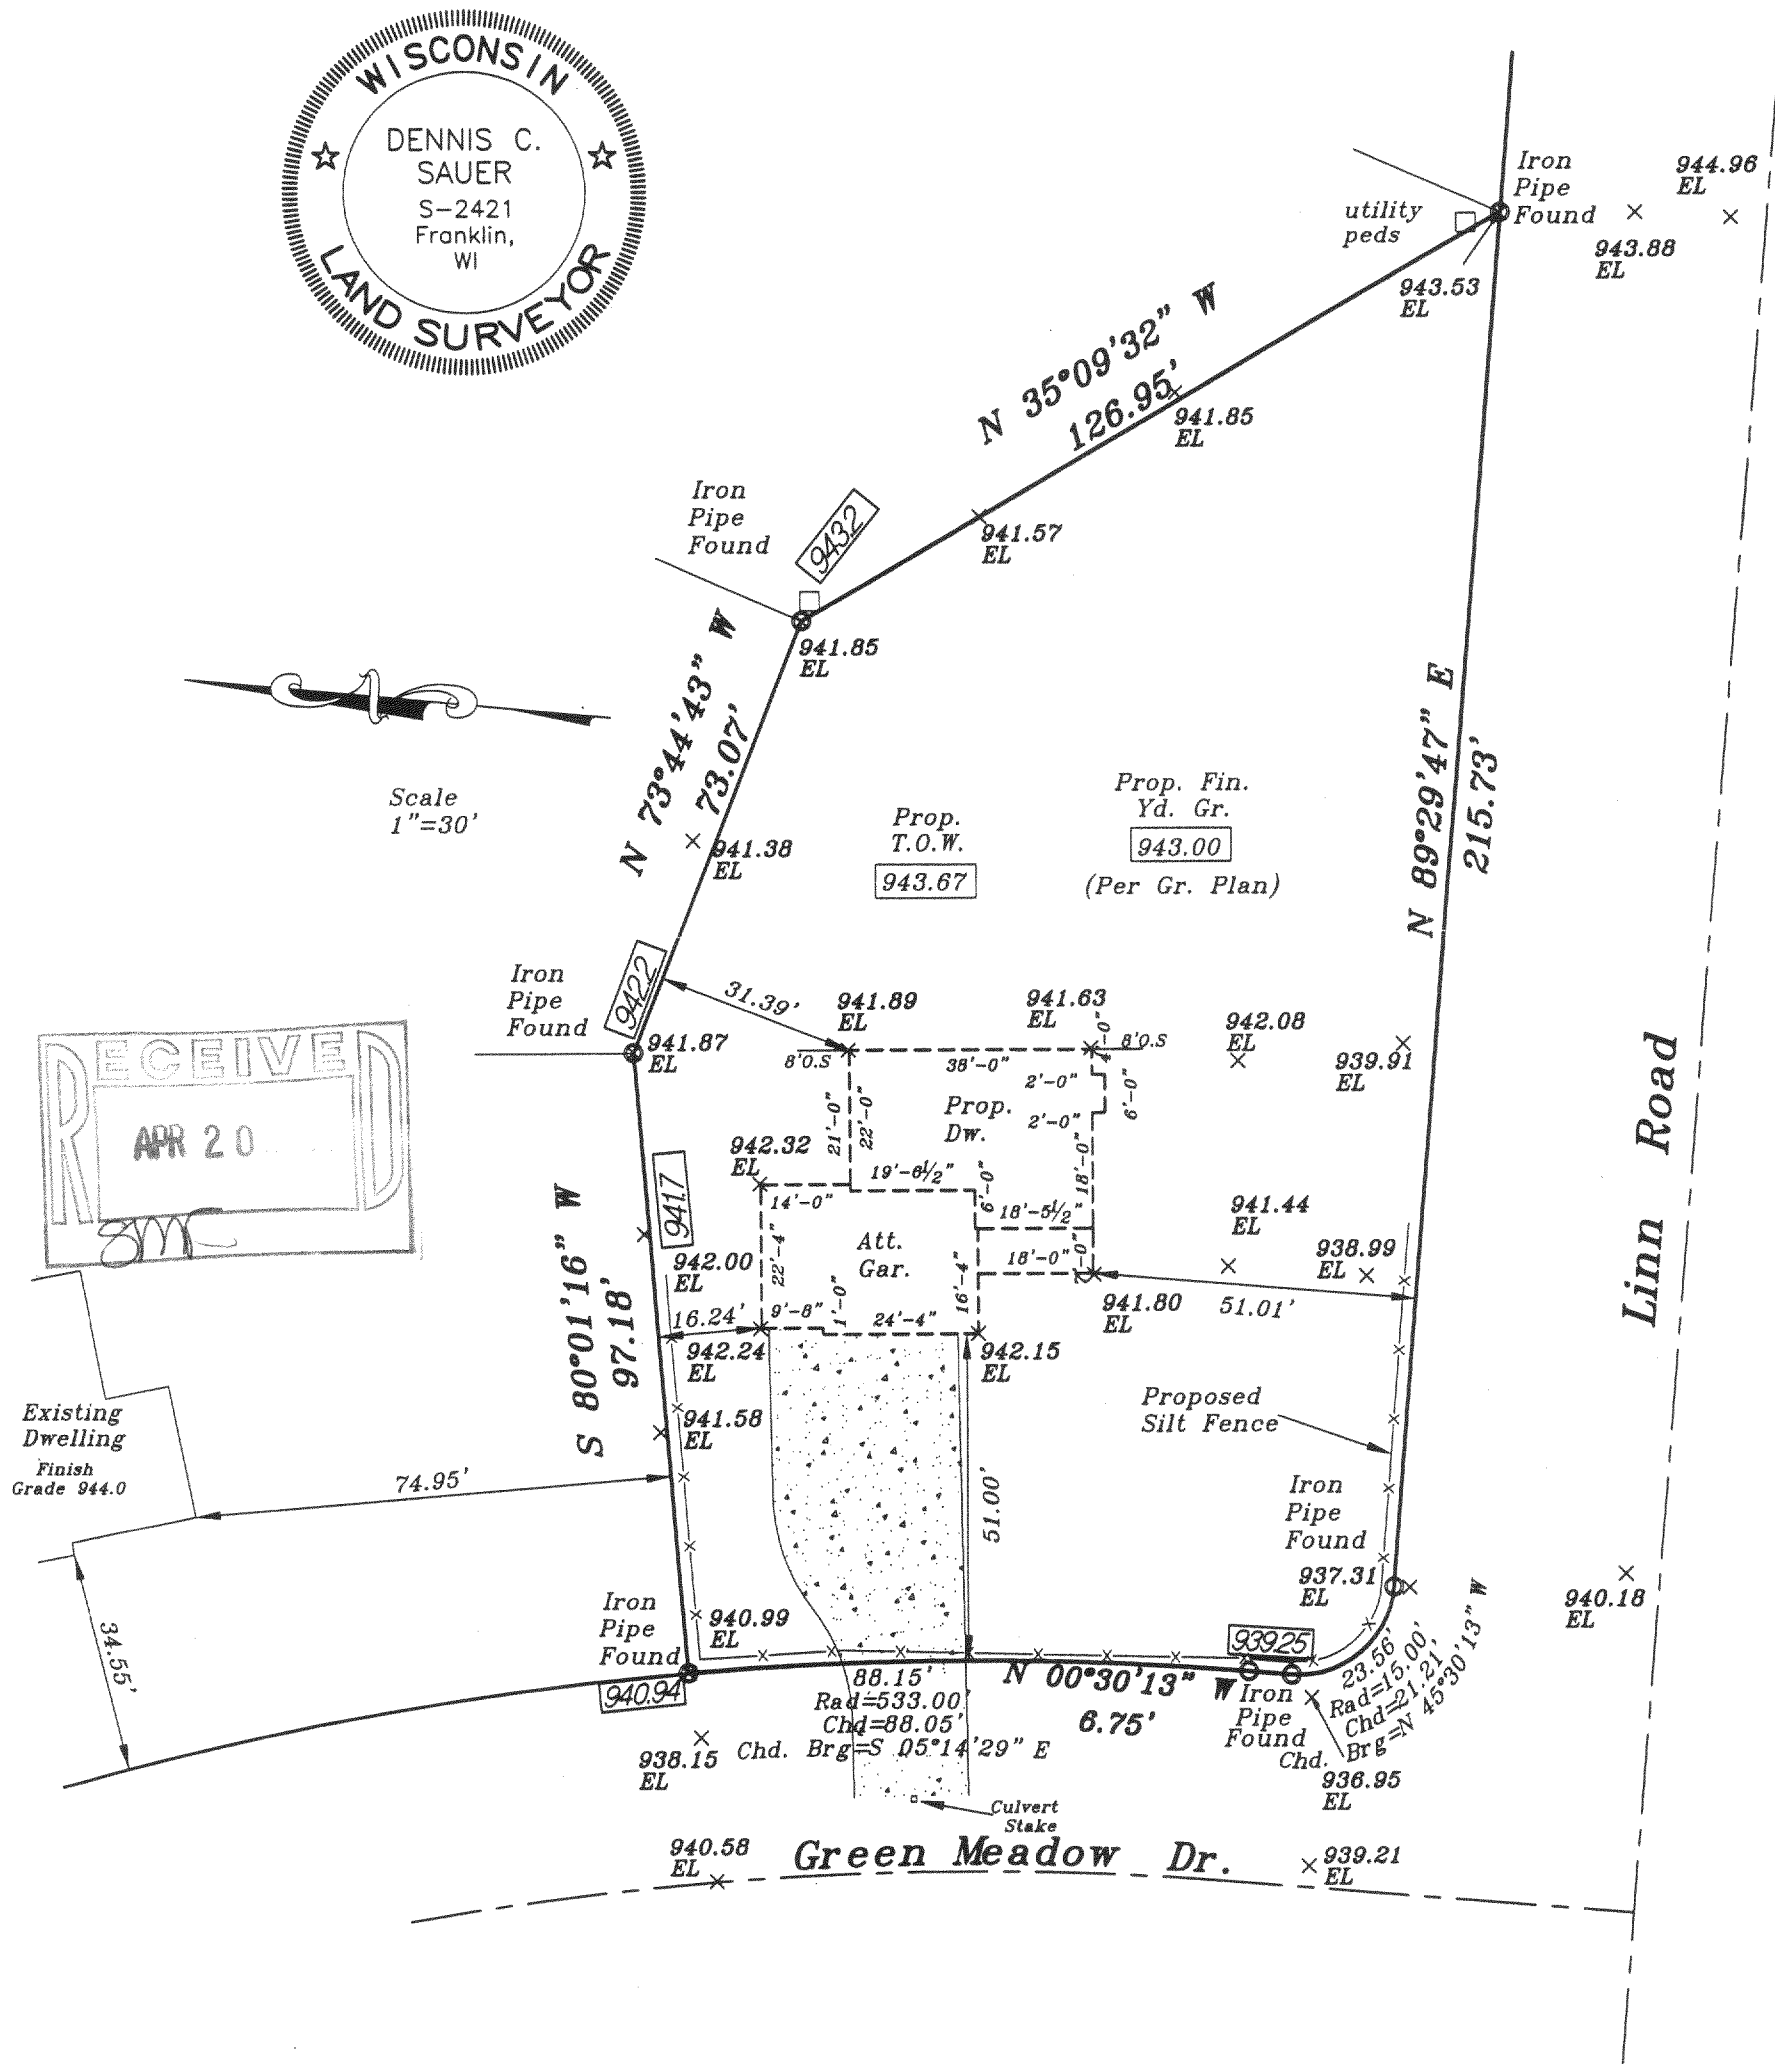 WISCONSIN
DENNIS C.
SAUER
S-2421
Franklin,
WI
LAND SURVEYOR
Iron
Pipe
Found
944.96
EL
943.88
EL
utility
peds
943.53
EL
N 35°09'32" W
126.95'
941.85
EL
941.57
EL
Iron
Pipe
Found
943.2
941.85
EL
N 73°44'43" W
73.07'
Scale
1"=30'
941.38
EL
Prop.
T.O.W.
943.67
Prop. Fin.
Yd. Gr.
943.00
(Per Gr. Plan)
N 89°29'47" E
215.73'
Linn Road
Iron
Pipe
Found
942.2
941.87
EL
31.39'
941.89
EL
941.63
EL
942.08
EL
939.91
EL
8'O.S
38'-0"
4'-0"
8'O.S
2'-0"
6'-0"
2'-0"
Prop.
Dw.
21'-0"
22'-0"
18'-0"
942.32
EL
14'-0"
19'-6½"
6'-0"
18'-5½"
18'-0"
RECEIVED
APR 20
941.7
S 80°01'16" W
97.18'
942.00
EL
22'-4"
Att.
Gar.
16'-4"
941.44
EL
938.99
EL
941.80
EL
51.01'
16.24'
9'-8"
1'-0"
24'-4"
942.24
EL
942.15
EL
941.58
EL
Existing
Dwelling
Finish
Grade 944.0
74.95'
34.55'
51.00'
Proposed
Silt Fence
Iron
Pipe
Found
937.31
EL
940.18
EL
Iron
Pipe
Found
940.99
EL
940.94
939.25
88.15'
Rad=533.00'
Chd=88.05'
Chd. Brg=S 05°14'29" E
N 00°30'13" W
6.75'
Iron
Pipe
Found
23.56'
Rad=15.00'
Chd=21.21'
Chd. Brg=N 45°30'13" W
938.15
EL
936.95
EL
Culvert
Stake
940.58
EL
Green Meadow Dr.
939.21
EL